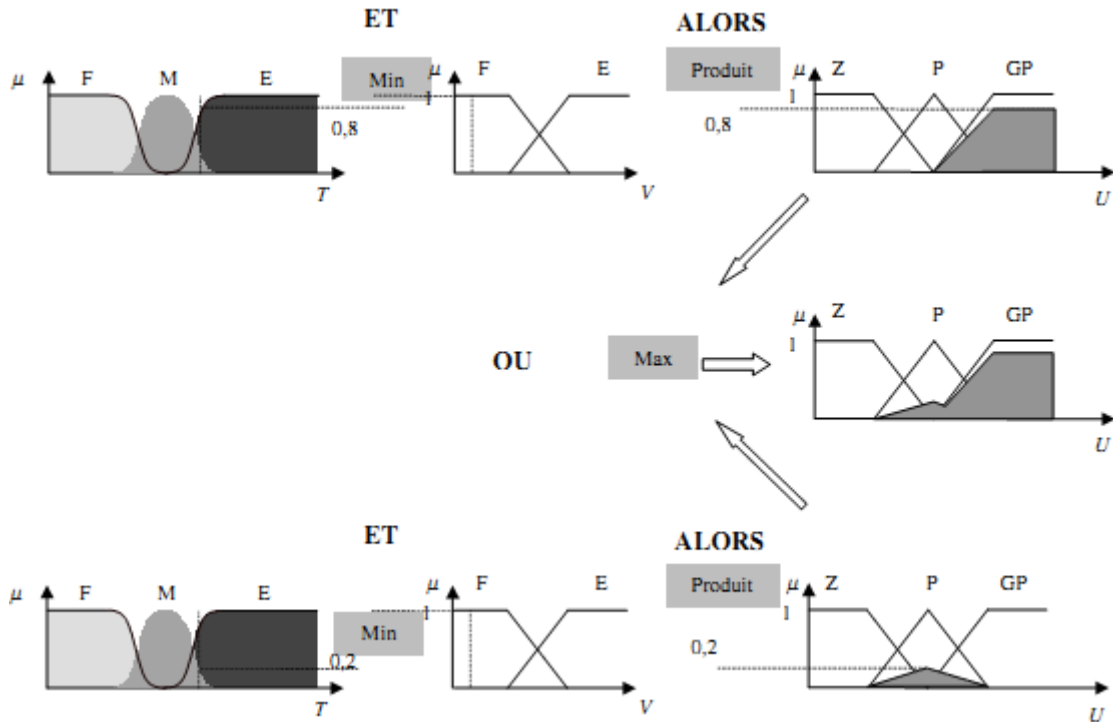 ET ALORS
μ F M E Min μ F E Produit μ Z P GP
1 1
0,8 0,8
T V U
μ Z P GP
1
OU Max
U
ET ALORS
μ F M E Min μ F E Produit μ Z P GP
1 1
0,2 0,2
T V U